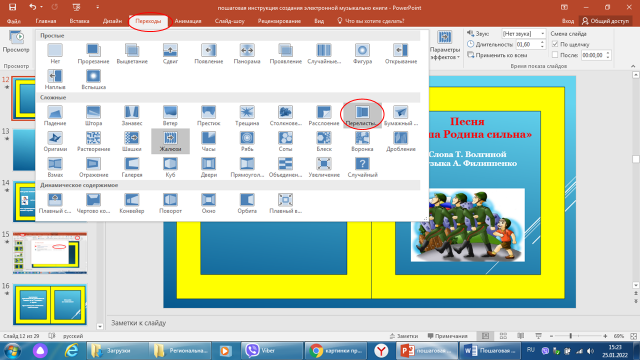 пошаговая инструкция создания электронной музыкально книги - PowerPoint
Вход
Файл Главная Вставка Дизайн Переходы Анимация Слайд-шоу Рецензирование Вид Что вы хотите сделать? Общий доступ
Просмотр
Простые
Нет Прорезание Выцветание Сдвиг Появление Панорама Проявление Случайные... Фигура Открывание
Наплыв Вспышка
Сложные
Падение Штора Занавес Ветер Престиж Трещина Столкнове... Расслоение Перелисты... Бумажный ...
Оригами Растворение Шашки Жалюзи Часы Рябь Соты Блеск Воронка Дробление
Взмах Отражение Галерея Куб Двери Прямоугол... Объединен... Увеличение Случайный
Динамическое содержимое
Плавный с... Чертово ко... Конвейер Поворот Окно Орбита Плавный в...
Параметры эффектов
Звук: [Нет звука]
Длительность: 01,60
Применить ко всем
Смена слайда
По щелчку
После: 00:00,00
Время показа слайдов
12
13
14
15
16
Песня
Родина сильна»
Слова Т. Волгиной
А. Филиппенко
Заметки к слайду
Слайд 12 из 29 русский Заметки Примечания 69%
Загрузки Региональна... Viber картинки пр... пошаговая... Пошаговая ... RU 15:23
25.01.2022